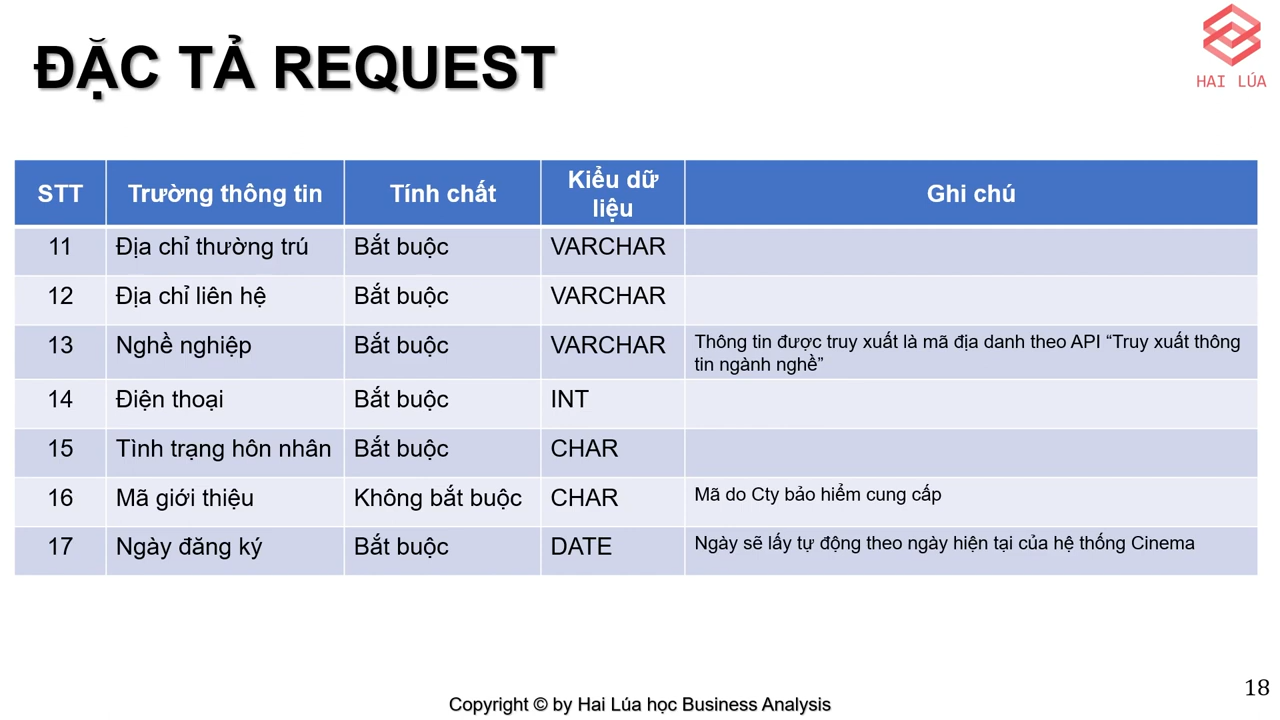 HAI LÚA
ĐẶC TẢ REQUEST
STT Trường thông tin Tính chất Kiểu dữ liệu Ghi chú
11 Địa chỉ thường trú Bắt buộc VARCHAR
12 Địa chỉ liên hệ Bắt buộc VARCHAR
13 Nghề nghiệp Bắt buộc VARCHAR Thông tin được truy xuất là mã địa danh theo API “Truy xuất thông
tin ngành nghề”
14 Điện thoại Bắt buộc INT
15 Tình trạng hôn nhân Bắt buộc CHAR
16 Mã giới thiệu Không bắt buộc CHAR Mã do Cty bảo hiểm cung cấp
17 Ngày đăng ký Bắt buộc DATE Ngày sẽ lấy tự động theo ngày hiện tại của hệ thống Cinema
18
Copyright © by Hai Lúa học Business Analysis